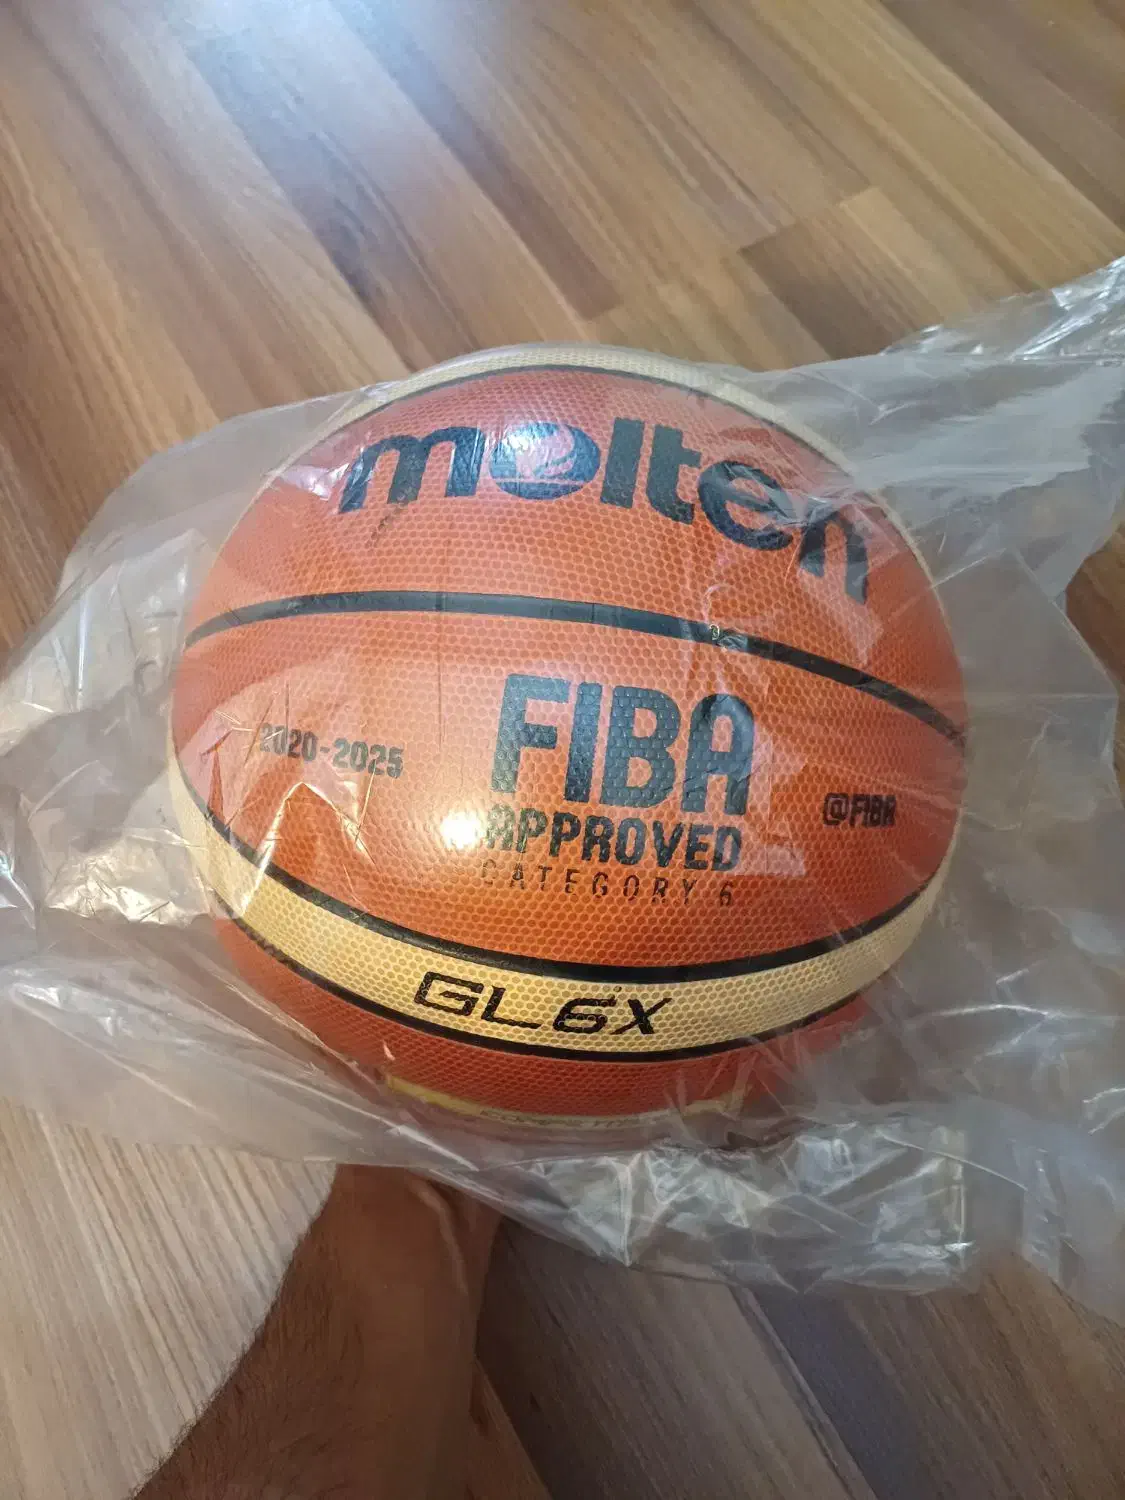 molten
FIBA
2020-2025
APPROVED
@FIBA
CATEGORY 6
GL6X